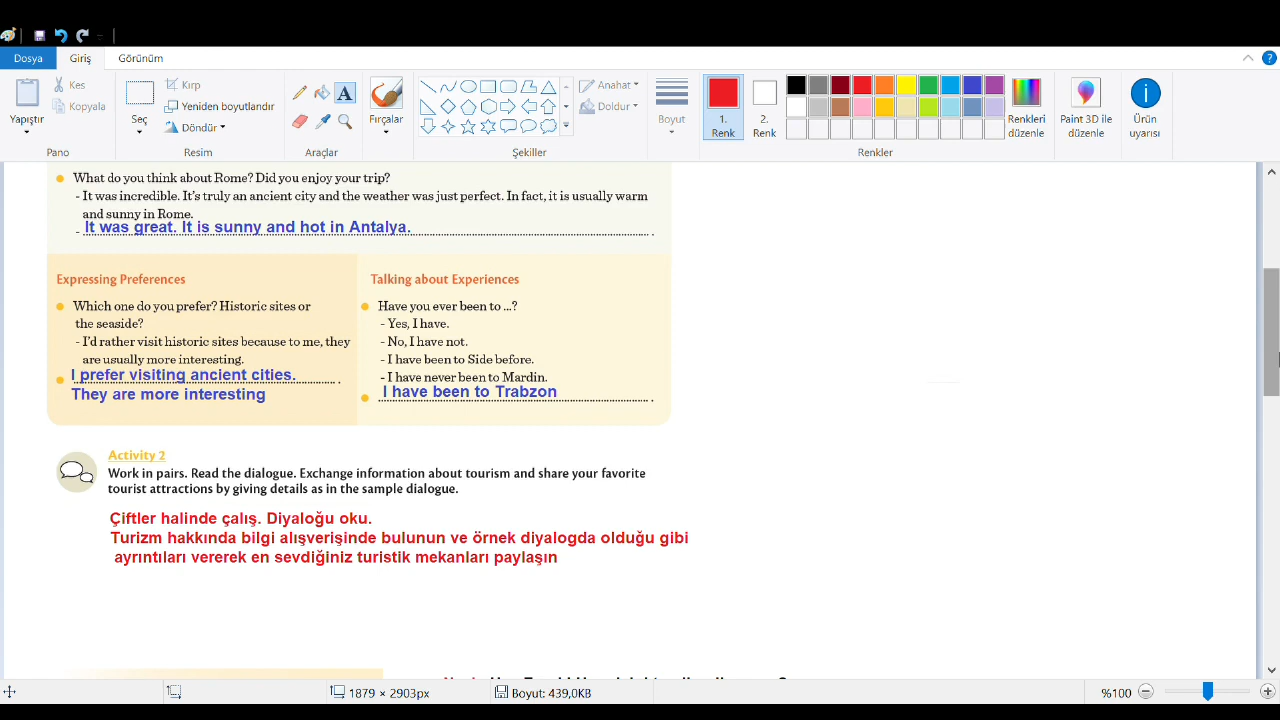 Dosya Giriş Görünüm
Kes
Kopyala
Yapıştır
Kırp
Yeniden boyutlandır
Döndür
Seç
A
Fırçalar
Anahat
Doldur
Boyut
1.
Renk
2.
Renk
Renkleri
düzenle
Paint 3D ile
düzenle
Ürün
uyarısı
Pano Resim Araçlar Şekiller Renkler
What do you think about Rome? Did you enjoy your trip?
- It was incredible. It's truly an ancient city and the weather was just perfect. In fact, it is usually warm
and sunny in Rome.
- It was great. It is sunny and hot in Antalya.
Expressing Preferences
Which one do you prefer? Historic sites or
the seaside?
- I'd rather visit historic sites because to me, they
are usually more interesting.
I prefer visiting ancient cities.
They are more interesting
Talking about Experiences
Have you ever been to ...?
- Yes, I have.
- No, I have not.
- I have been to Side before.
- I have never been to Mardin.
I have been to Trabzon
Activity 2
Work in pairs. Read the dialogue. Exchange information about tourism and share your favorite
tourist attractions by giving details as in the sample dialogue.
Çiftler halinde çalış. Diyaloğu oku.
Turizm hakkında bilgi alışverişinde bulunun ve örnek diyalogda olduğu gibi
ayrıntıları vererek en sevdiğiniz turistik mekanları paylaşın
1879 × 2903px
Boyut: 439,0KB
%100